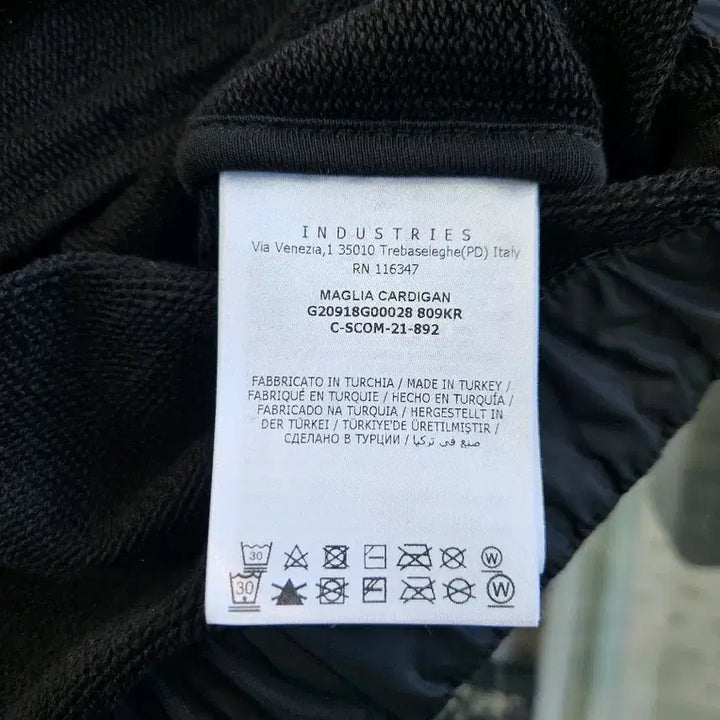 INDUSTRIES
Via Venezia,1 35010 Trebaseleghe(PD) Italy
RN 116347
MAGLIA CARDIGAN
G20918G00028 809KR
C-SCOM-21-892
FABBRICATO IN TURCHIA / MADE IN TURKEY /
FABRIQUÉ EN TURQUIE / HECHO EN TURQUÍA /
FABRICADO NA TURQUIA / HERGESTELLT IN
DER TÜRKEI / TÜRKİYE'DE ÜRETILMIŞTIR /
СДЕЛАНО В ТУРЦИИ / صنع في تركيا
30 W
30 W